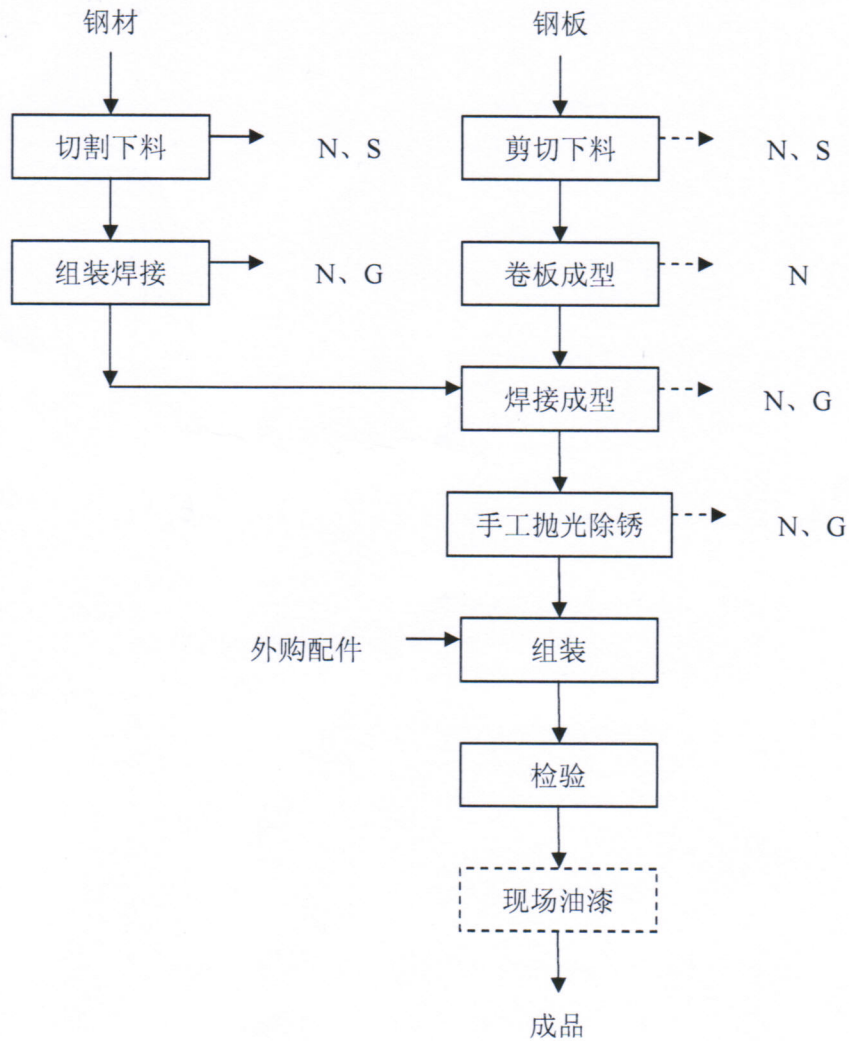 钢材
钢板
切割下料
N、S
剪切下料
N、S
组装焊接
N、G
卷板成型
N
焊接成型
N、G
手工抛光除锈
N、G
外购配件
组装
检验
现场油漆
成品